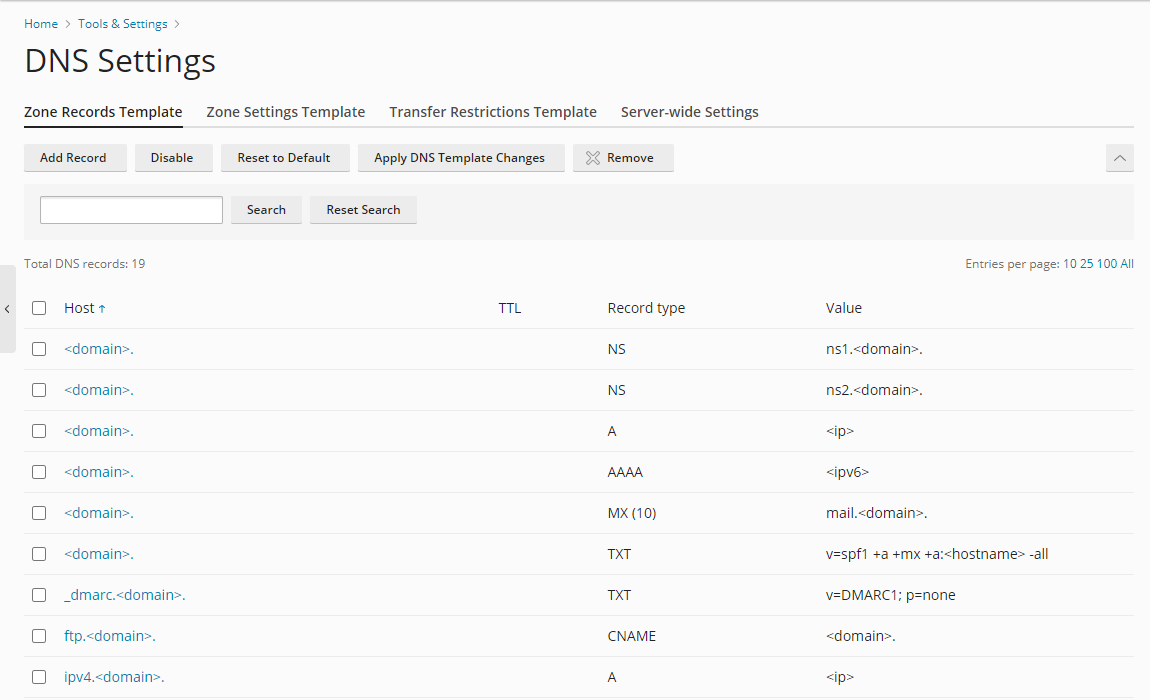 Home > Tools & Settings >
DNS Settings
Zone Records Template Zone Settings Template Transfer Restrictions Template Server-wide Settings
Add Record Disable Reset to Default Apply DNS Template Changes Remove
Search Reset Search
Total DNS records: 19 Entries per page: 10 25 100 All
Host ↑ TTL Record type Value
<domain>. NS ns1.<domain>.
<domain>. NS ns2.<domain>.
<domain>. A <ip>
<domain>. AAAA <ipv6>
<domain>. MX (10) mail.<domain>.
<domain>. TXT v=spf1 +a +mx +a:<hostname> -all
_dmarc.<domain>. TXT v=DMARC1; p=none
ftp.<domain>. CNAME <domain>.
ipv4.<domain>. A <ip>